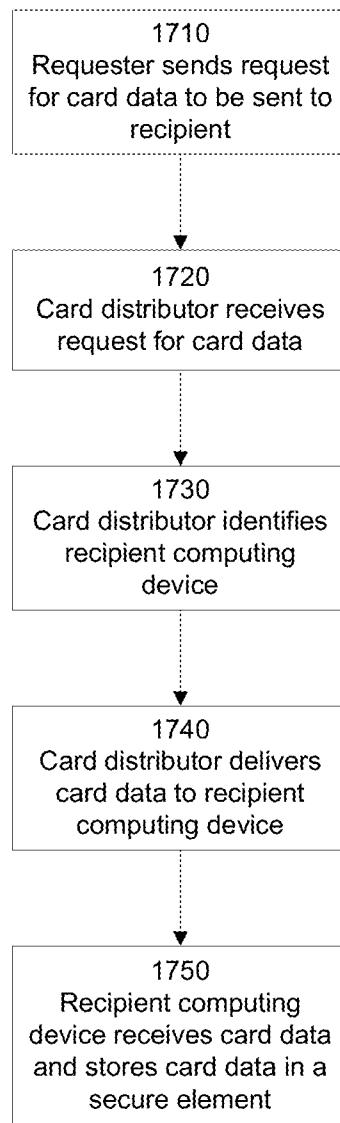 1710
Requester sends request
for card data to be sent to
recipient
1720
Card distributor receives
request for card data
1730
Card distributor identifies
recipient computing
device
1740
Card distributor delivers
card data to recipient
computing device
1750
Recipient computing
device receives card data
and stores card data in a
secure element